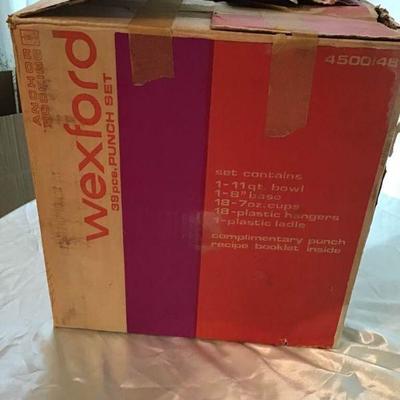 ANCHOR
HOCKING
wexford
39 pcs. PUNCH SET
4500/48
set contains
1-11qt. bowl
1-8" base
18-7oz. cups
18-plastic hangers
1-plastic ladle
complimentary punch
recipe booklet inside